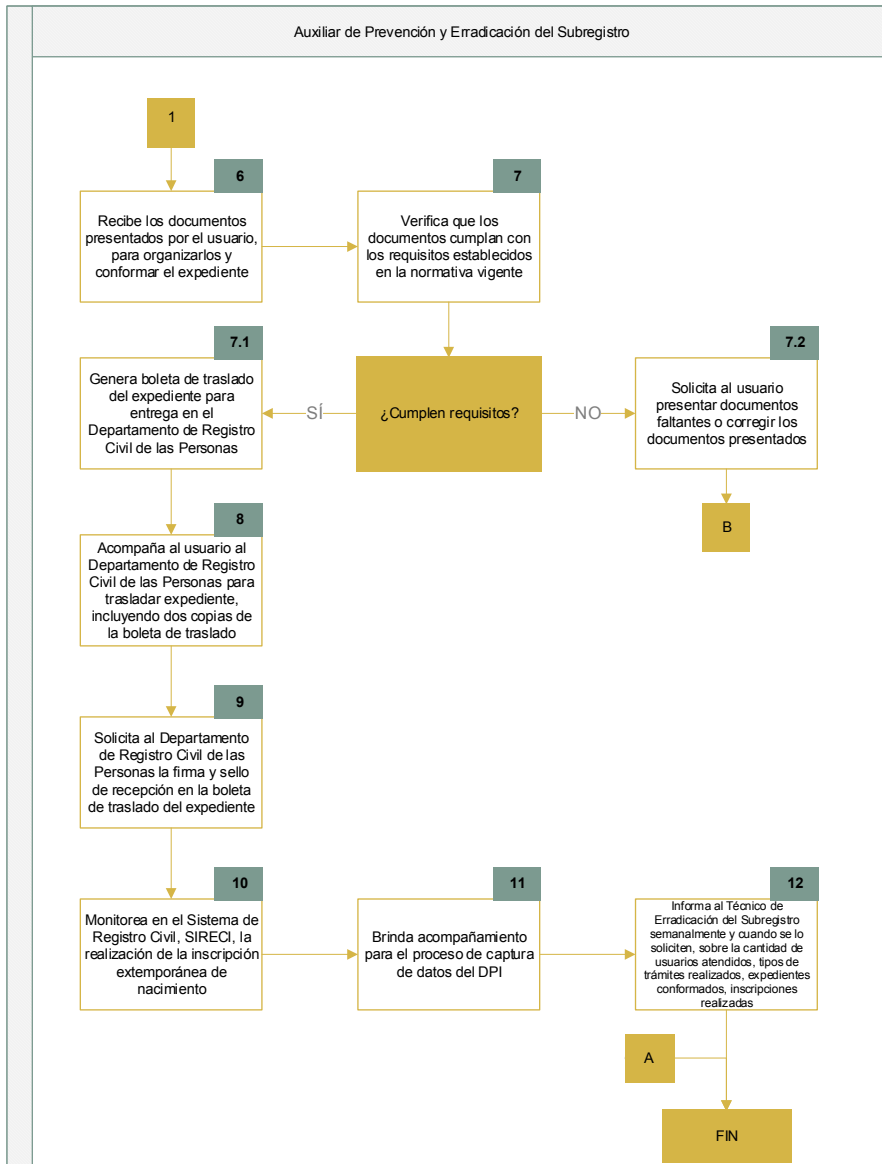 Auxiliar de Prevención y Erradicación del Subregistro
1
6
Recibe los documentos
presentados por el usuario,
para organizarlos y
conformar el expediente
7
Verifica que los
documentos cumplan con
los requisitos establecidos
en la normativa vigente
7.1
Genera boleta de traslado
del expediente para
entrega en el
Departamento de Registro
Civil de las Personas
SÍ
¿Cumplen requisitos?
NO
7.2
Solicita al usuario
presentar documentos
faltantes o corregir los
documentos presentados
B
8
Acompaña al usuario al
Departamento de Registro
Civil de las Personas para
trasladar expediente,
incluyendo dos copias de
la boleta de traslado
9
Solicita al Departamento
de Registro Civil de las
Personas la firma y sello
de recepción en la boleta
de traslado del expediente
10
Monitorea en el Sistema de
Registro Civil, SIRECI, la
realización de la inscripción
extemporánea de
nacimiento
11
Brinda acompañamiento
para el proceso de captura
de datos del DPI
12
Informa al Técnico de
Erradicación del Subregistro
semanalmente y cuando se lo
soliciten, sobre la cantidad de
usuarios atendidos, tipos de
trámites realizados, expedientes
conformados, inscripciones
realizadas
A
FIN